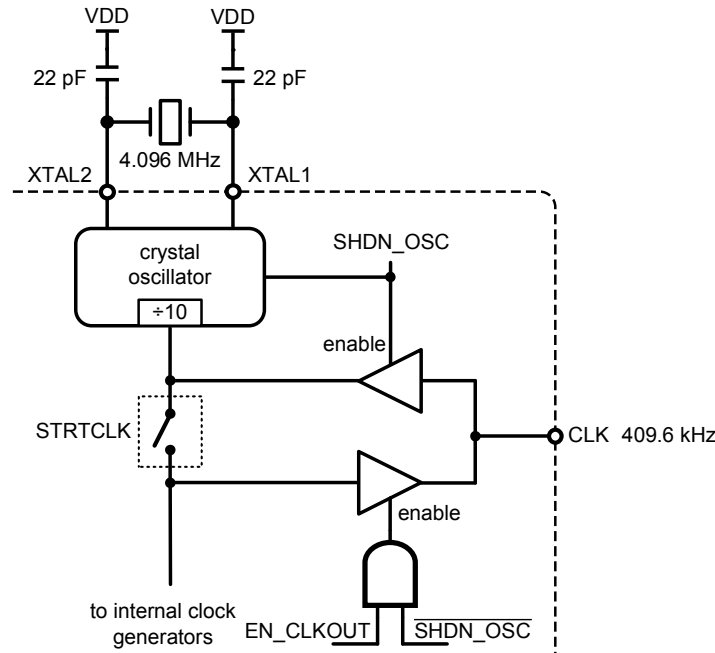 VDD VDD
22 pF 22 pF
4.096 MHz
XTAL2 XTAL1
crystal
oscillator
÷10
SHDN_OSC
enable
STRTCLK
CLK 409.6 kHz
enable
to internal clock
generators
EN_CLKOUT SHDN_OSC